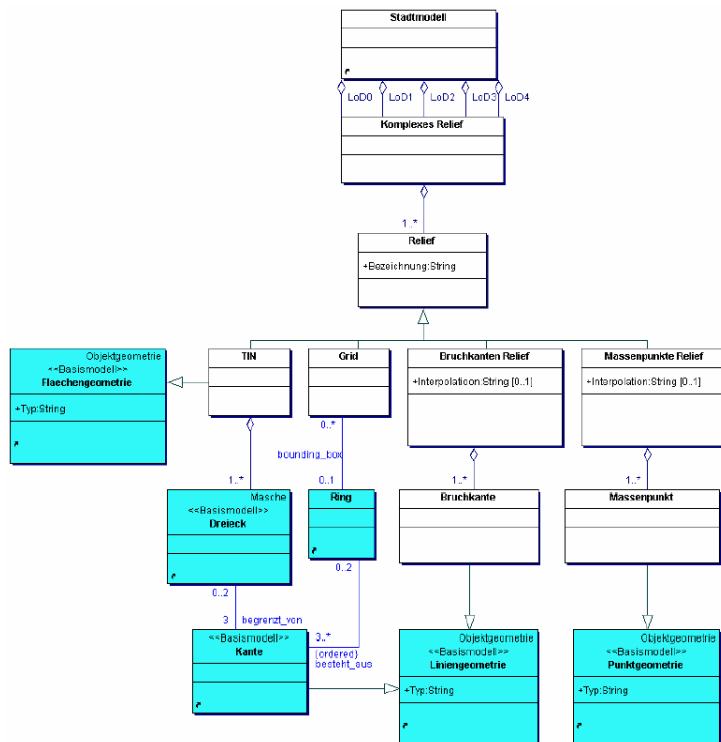 Stadtmodell
LoD0 LoD1 LoD2 LoD3 LoD4
Komplexes Relief
1..*
Relief
+Bezeichnung:String
Objektgeometrie
<<Basismodell>>
Flaechengeometrie
+Typ:String
TIN
Grid
Bruchkanten Relief
+Interpolatioon:String [0..1]
Massenpunkte Relief
+Interpolation:String [0..1]
0..*
bounding_box
1..*
0..1
1..*
1..*
Masche
<<Basismodell>>
Dreieck
Ring
Bruchkante
Massenpunkt
0..2
0..2
3 begrenzt_von
3..*
{ordered}
besteht_aus
<<Basismodell>>
Kante
Objektgeometrie
<<Basismodell>>
Liniengeometrie
+Typ:String
Objektgeometrie
<<Basismodell>>
Punktgeometrie
+Typ:String